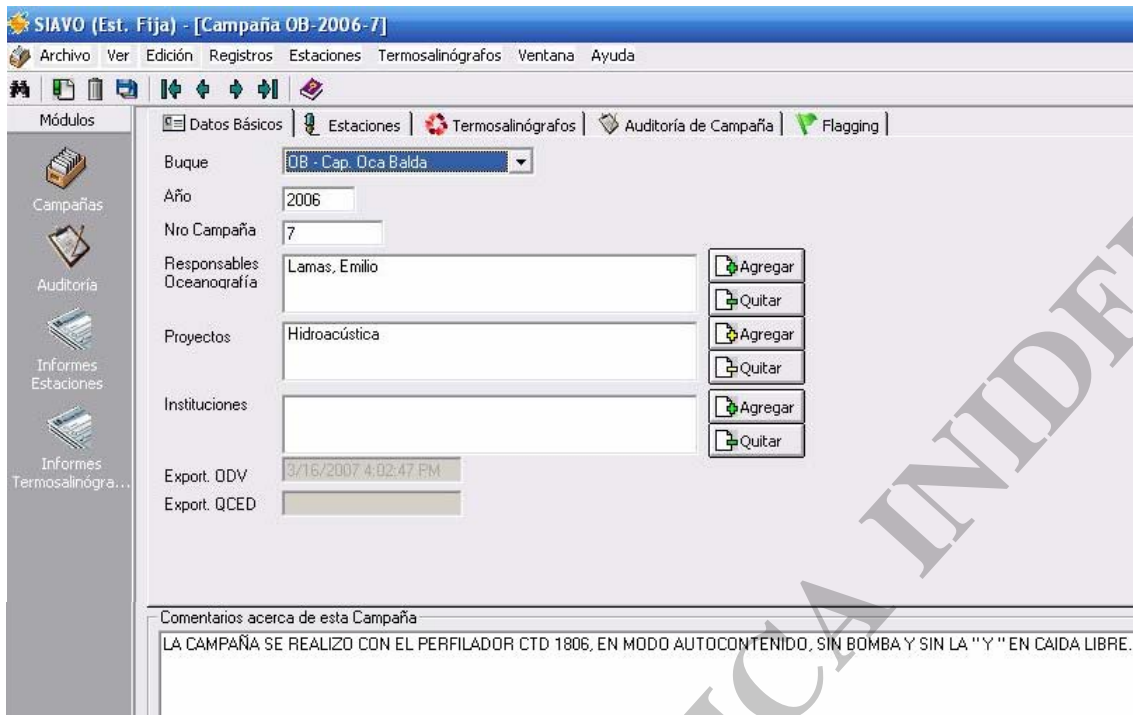 SIAVO (Est. Fija) - [Campaña OB-2006-7]
Archivo Ver Edición Registros Estaciones Termosalinógrafos Ventana Ayuda
Módulos
Campañas
Auditoría
Informes
Estaciones
Informes
Termosalinógra...
Datos Básicos Estaciones Termosalinógrafos Auditoría de Campaña Flagging
Buque OB - Cap. Oca Balda
Año 2006
Nro Campaña 7
Responsables Oceanografía Lamas, Emilio Agregar
Quitar
Proyectos Hidroacústica Agregar
Quitar
Instituciones Agregar
Quitar
Export. ODV 3/16/2007 4:02:47 PM
Export. QCED
Comentarios acerca de esta Campaña
LA CAMPAÑA SE REALIZO CON EL PERFILADOR CTD 1806, EN MODO AUTOCONTENIDO, SIN BOMBA Y SIN LA "Y" EN CAIDA LIBRE.